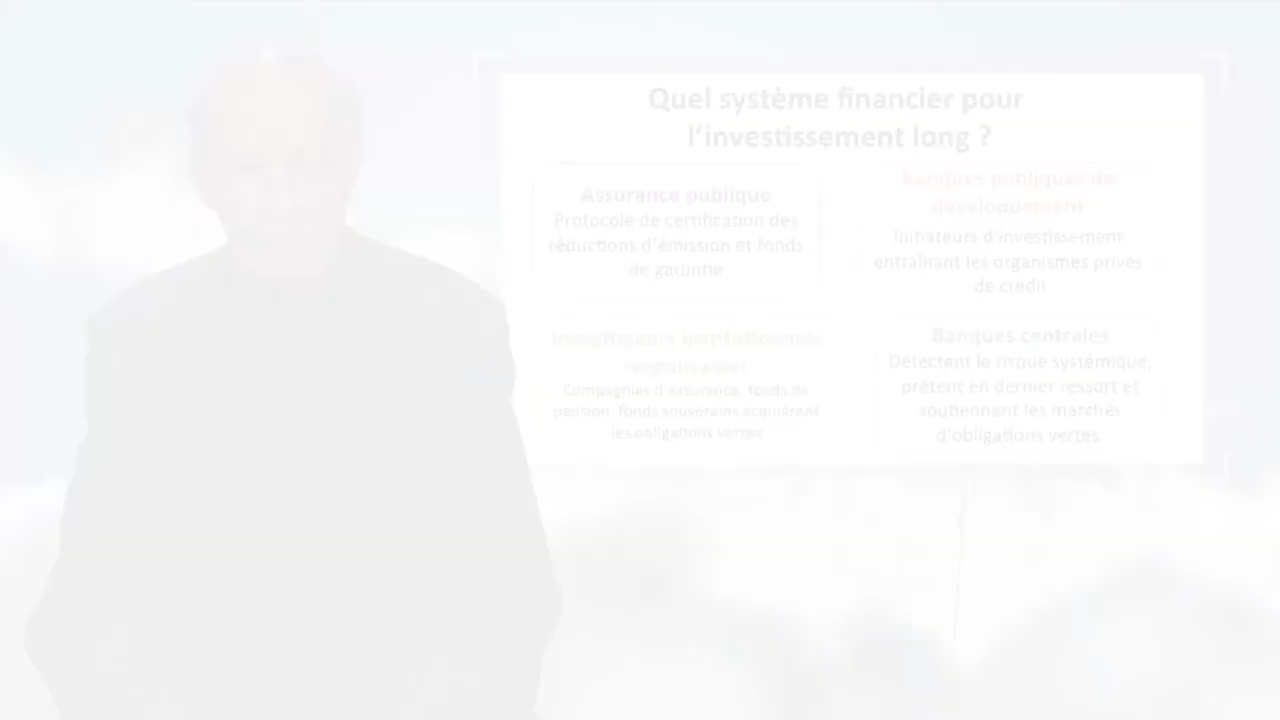 Quel système financier pour
l'investissement long ?
Assurance publique
Protocole de certification des
réductions d'émission et fonds
de garantie
Banques publiques de
développement
Initiateurs d'investissement
entraînant les organismes privés
de crédit
Investisseurs institutionnels
responsables
Compagnies d'assurance, fonds de
pension, fonds souverains acquièrent
les obligations vertes
Banques centrales
Détectent le risque systémique,
prêtent en dernier ressort et
soutiennent les marchés
d'obligations vertes